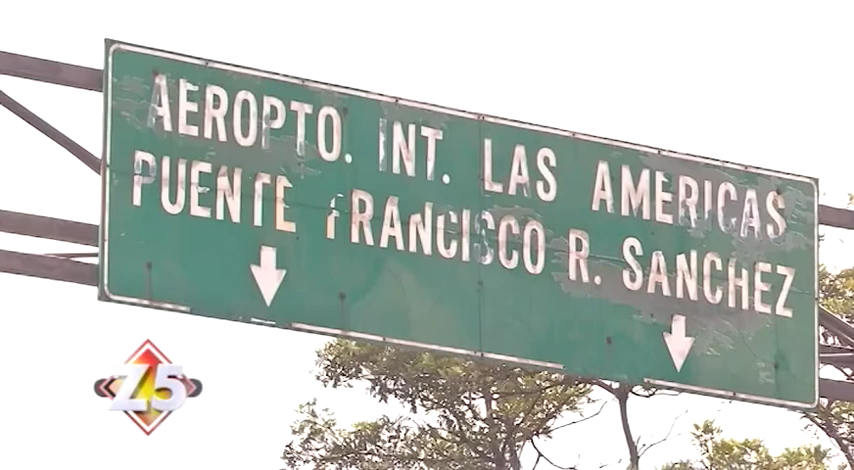 AEROPTO. INT. LAS AMERICAS
PUENTE FRANCISCO R. SANCHEZ
Z5